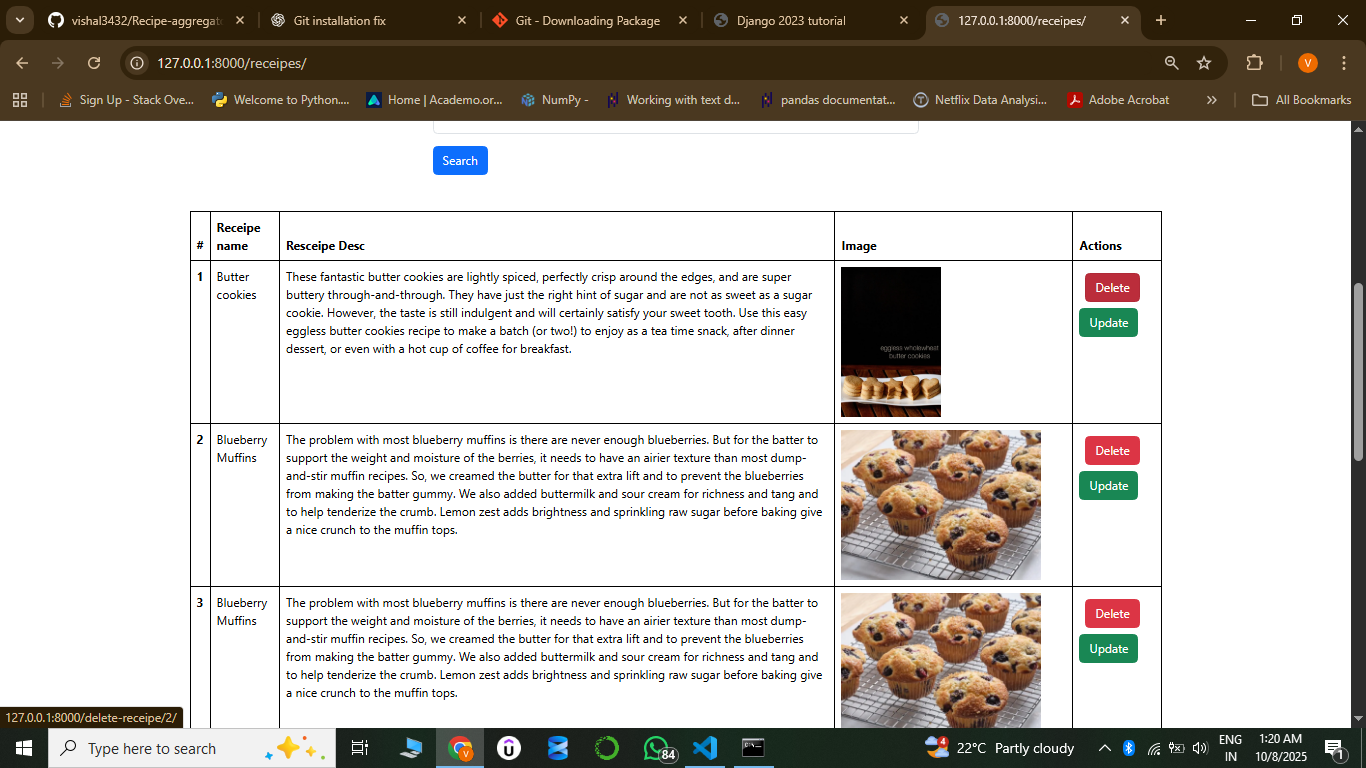 vishal3432/Recipe-aggregat
Git installation fix
Git - Downloading Package
Django 2023 tutorial
127.0.0.1:8000/receipes/
127.0.0.1:8000/receipes/
V
Sign Up - Stack Ove...
Welcome to Python....
Home | Academo.or...
NumPy -
Working with text d...
pandas documentat...
Netflix Data Analysi...
Adobe Acrobat
All Bookmarks
Search
# Receipe name Resceipe Desc Image Actions
1 Butter cookies
These fantastic butter cookies are lightly spiced, perfectly crisp around the edges, and are super
buttery through-and-through. They have just the right hint of sugar and are not as sweet as a sugar
cookie. However, the taste is still indulgent and will certainly satisfy your sweet tooth. Use this easy
eggless butter cookies recipe to make a batch (or two!) to enjoy as a tea time snack, after dinner
dessert, or even with a hot cup of coffee for breakfast.
eggless wholewheat
butter cookies
Delete
Update
2 Blueberry Muffins
The problem with most blueberry muffins is there are never enough blueberries. But for the batter to
support the weight and moisture of the berries, it needs to have an airier texture than most dump-
and-stir muffin recipes. So, we creamed the butter for that extra lift and to prevent the blueberries
from making the batter gummy. We also added buttermilk and sour cream for richness and tang and
to help tenderize the crumb. Lemon zest adds brightness and sprinkling raw sugar before baking give
a nice crunch to the muffin tops.
Delete
Update
3 Blueberry Muffins
The problem with most blueberry muffins is there are never enough blueberries. But for the batter to
support the weight and moisture of the berries, it needs to have an airier texture than most dump-
and-stir muffin recipes. So, we creamed the butter for that extra lift and to prevent the blueberries
from making the batter gummy. We also added buttermilk and sour cream for richness and tang and
to help tenderize the crumb. Lemon zest adds brightness and sprinkling raw sugar before baking give
a nice crunch to the muffin tops.
Delete
Update
127.0.0.1:8000/delete-receipe/2/
Type here to search
84
4
22°C Partly cloudy
ENG
IN
1:20 AM
10/8/2025
1